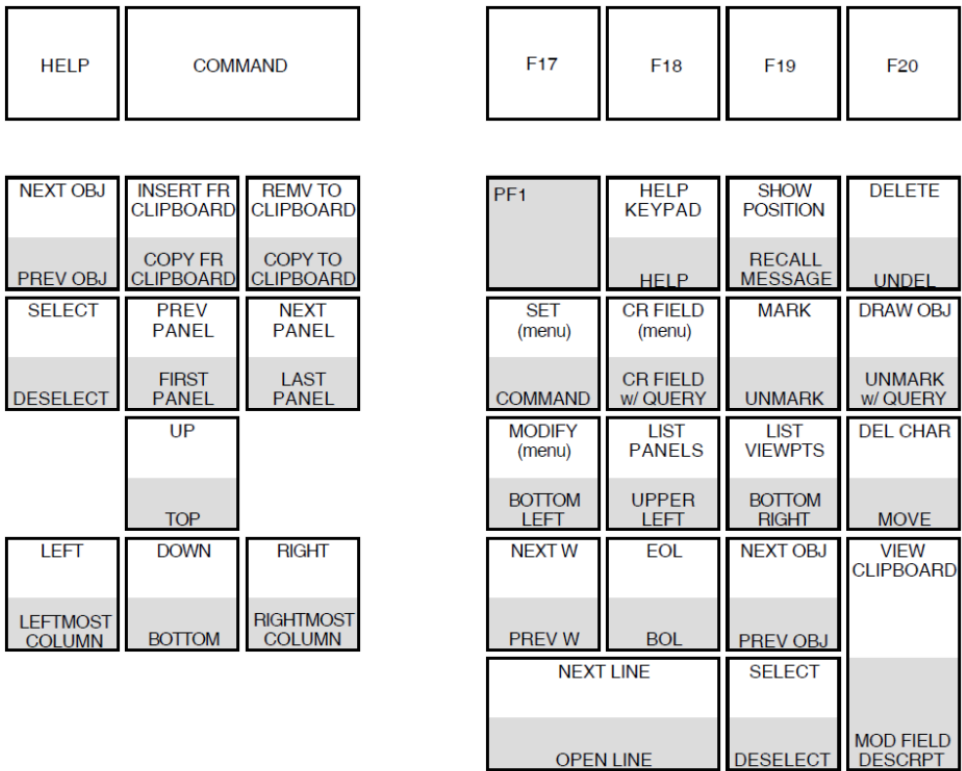 HELP
COMMAND
F17
F18
F19
F20
NEXT OBJ
PREV OBJ
INSERT FR
CLIPBOARD
COPY FR
CLIPBOARD
REMV TO
CLIPBOARD
COPY TO
CLIPBOARD
SELECT
DESELECT
PREV
PANEL
FIRST
PANEL
NEXT
PANEL
LAST
PANEL
UP
TOP
LEFT
LEFTMOST
COLUMN
DOWN
BOTTOM
RIGHT
RIGHTMOST
COLUMN
PF1
HELP
KEYPAD
HELP
SHOW
POSITION
RECALL
MESSAGE
DELETE
UNDEL
SET
(menu)
COMMAND
CR FIELD
(menu)
CR FIELD
w/ QUERY
MARK
UNMARK
DRAW OBJ
UNMARK
w/ QUERY
MODIFY
(menu)
BOTTOM
LEFT
LIST
PANELS
UPPER
LEFT
LIST
VIEWPTS
BOTTOM
RIGHT
DEL CHAR
MOVE
NEXT W
PREV W
EOL
BOL
NEXT OBJ
PREV OBJ
VIEW
CLIPBOARD
MOD FIELD
DESCRPT
NEXT LINE
OPEN LINE
SELECT
DESELECT